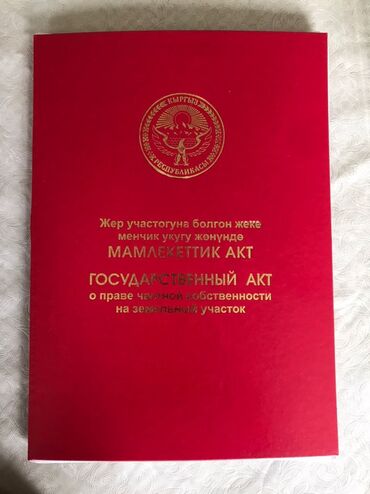 КЫРГЫЗ
РЕСПУБЛИКАСЫ
Жер участогуна болгон жеке
менчик укугу жөнүндө
МАМЛЕКЕТТИК АКТ
ГОСУДАРСТВЕННЫЙ АКТ
о праве частной собственности
на земельный участок